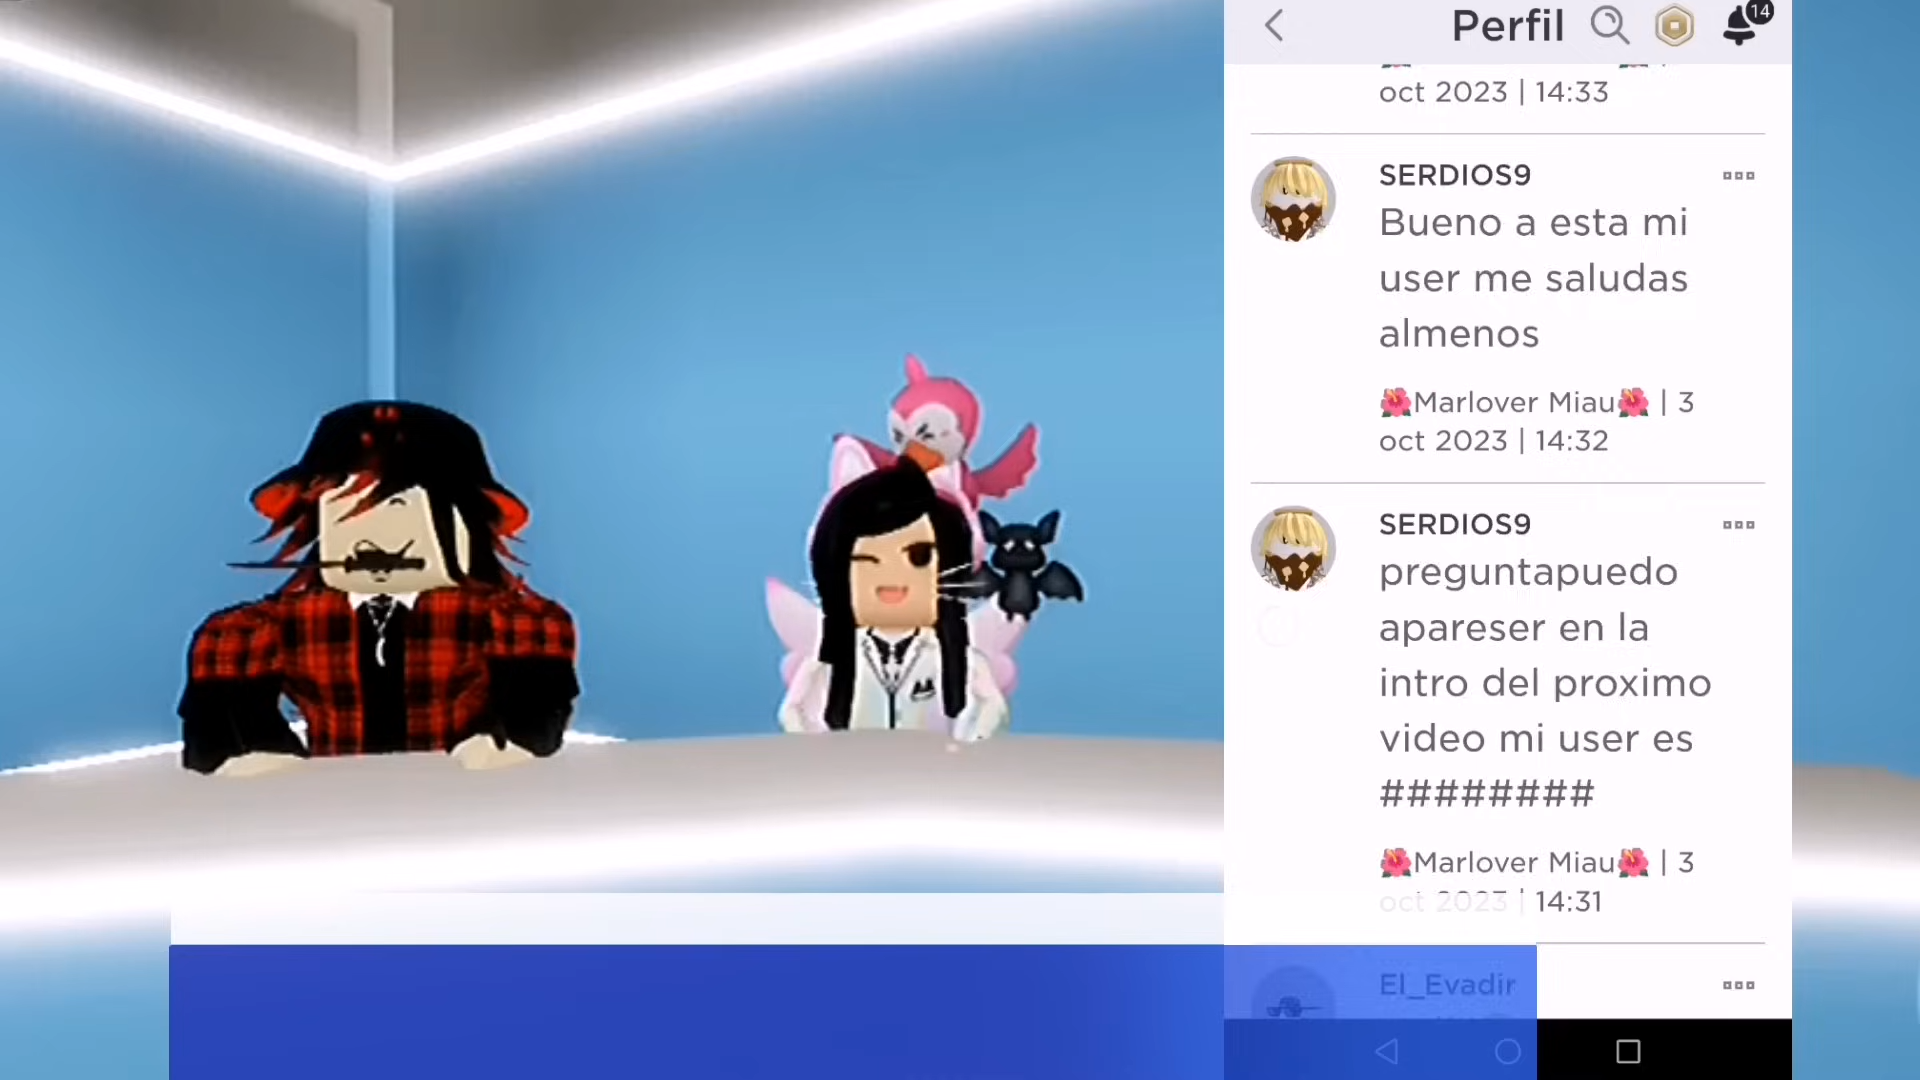 Perfil
14
oct 2023 | 14:33
SERDIOS9
Bueno a esta mi
user me saludas
almenos
🌺Marlover Miau🌺 | 3
oct 2023 | 14:32
SERDIOS9
preguntapuedo
apareser en la
intro del proximo
video mi user es
########
🌺Marlover Miau🌺 | 3
oct 2023 | 14:31
El_Evadir